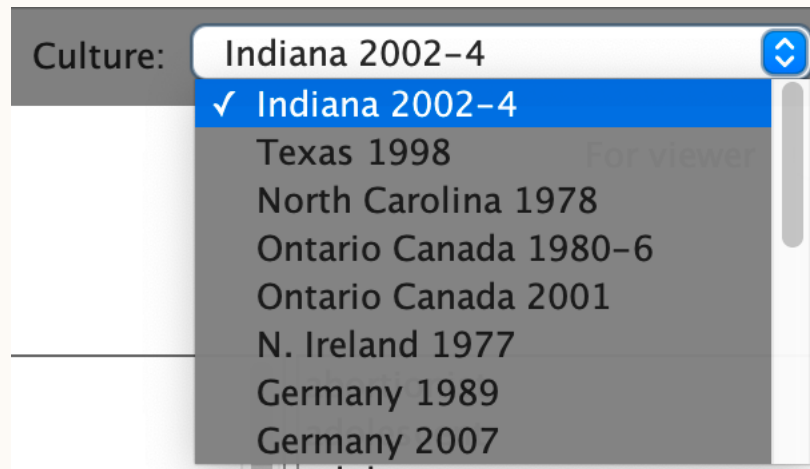 Culture: Indiana 2002–4
✓ Indiana 2002–4
Texas 1998
For viewer
North Carolina 1978
Ontario Canada 1980–6
Ontario Canada 2001
N. Ireland 1977
Germany 1989
Germany 2007